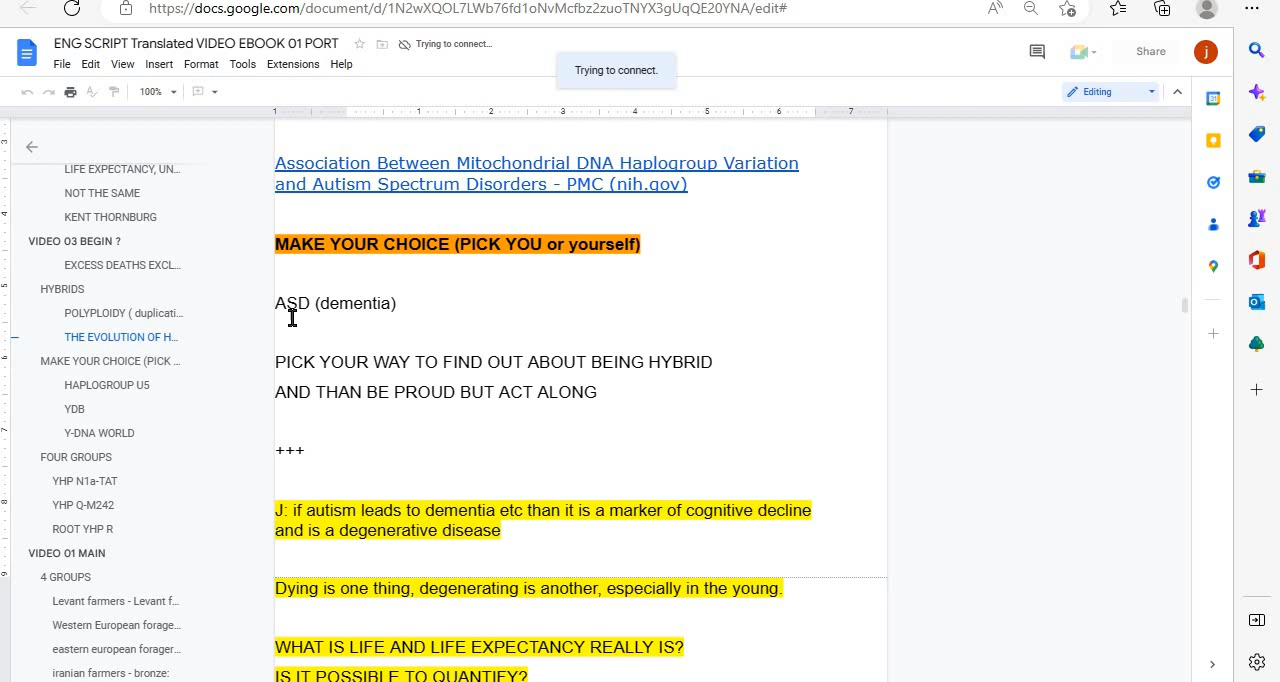 https://docs.google.com/document/d/1N2wXQOL7LWb76fd1oNvMcfbz2zuoTNYX3gUqQE20YNA/edit#
ENG SCRIPT Translated VIDEO EBOOK 01 PORT
Trying to connect...
File Edit View Insert Format Tools Extensions Help
Trying to connect.
Share
j
100%
Editing
1 1 2 3 4 5 6 7
LIFE EXPECTANCY, UN...
NOT THE SAME
KENT THORNBURG
VIDEO 03 BEGIN ?
EXCESS DEATHS EXCL...
HYBRIDS
POLYPLOIDY ( duplicati...
THE EVOLUTION OF H...
MAKE YOUR CHOICE (PICK ...
HAPLOGROUP U5
YDB
Y-DNA WORLD
FOUR GROUPS
YHP N1a-TAT
YHP Q-M242
ROOT YHP R
VIDEO 01 MAIN
4 GROUPS
Levant farmers - Levant f...
Western European forage...
eastern european forager...
iranian farmers - bronze:
Association Between Mitochondrial DNA Haplogroup Variation
and Autism Spectrum Disorders - PMC (nih.gov)
MAKE YOUR CHOICE (PICK YOU or yourself)
ASD (dementia)
PICK YOUR WAY TO FIND OUT ABOUT BEING HYBRID
AND THAN BE PROUD BUT ACT ALONG
+++
J: if autism leads to dementia etc than it is a marker of cognitive decline
and is a degenerative disease
Dying is one thing, degenerating is another, especially in the young.
WHAT IS LIFE AND LIFE EXPECTANCY REALLY IS?
IS IT POSSIBLE TO QUANTIFY?